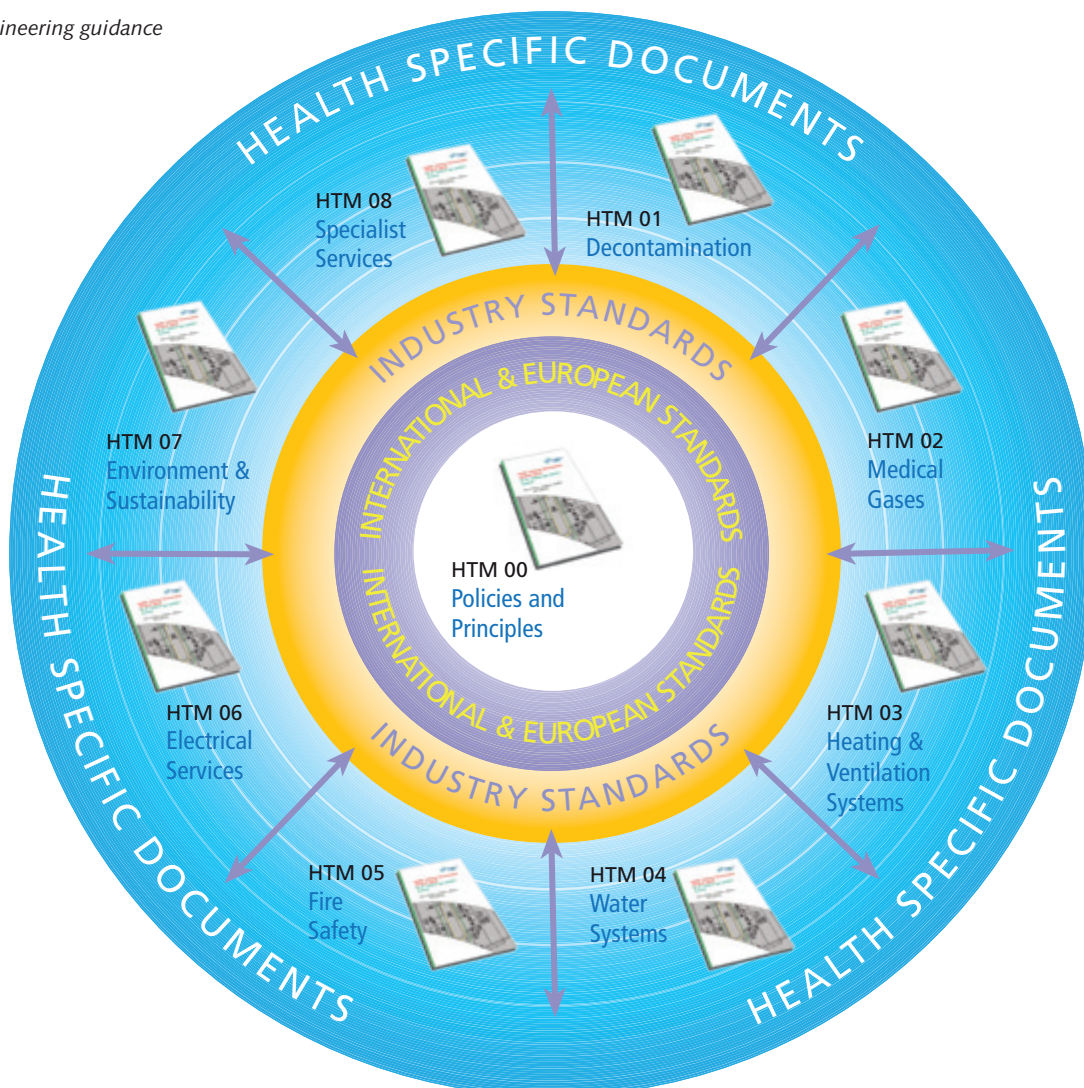 ineering guidance
HEALTH SPECIFIC DOCUMENTS
HTM 08
Specialist
Services
HTM 01
Decontamination
INDUSTRY STANDARDS
INTERNATIONAL & EUROPEAN STANDARDS
HTM 07
Environment &
Sustainability
HTM 02
Medical
Gases
HTM 00
Policies and
Principles
HEALTH SPECIFIC DOCUMENTS
HEALTH SPECIFIC DOCUMENTS
INTERNATIONAL & EUROPEAN STANDARDS
INDUSTRY STANDARDS
HTM 06
Electrical
Services
HTM 03
Heating &
Ventilation
Systems
HTM 05
Fire
Safety
HTM 04
Water
Systems